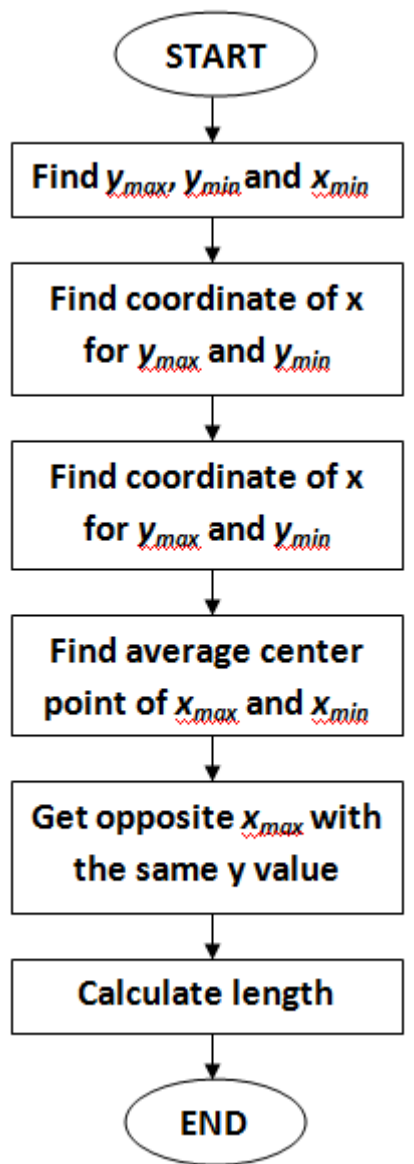 START
Find ymax, ymin and xmin
Find coordinate of x
for ymax and ymin
Find coordinate of x
for ymax and ymin
Find average center
point of xmax and xmin
Get opposite xmax with
the same y value
Calculate length
END